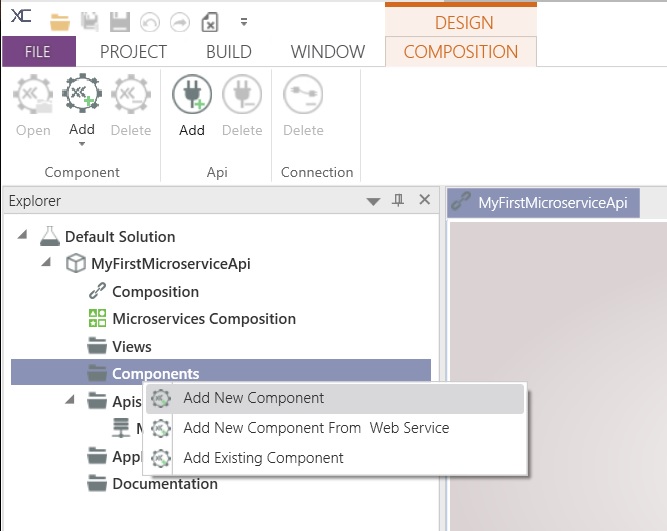 DESIGN
FILE PROJECT BUILD WINDOW COMPOSITION
Open Add Delete Add Delete Delete
Component Api Connection
Explorer
MyFirstMicroserviceApi
Default Solution
MyFirstMicroserviceApi
Composition
Microservices Composition
Views
Components
Add New Component
Apis
Add New Component From Web Service
Add Existing Component
Documentation